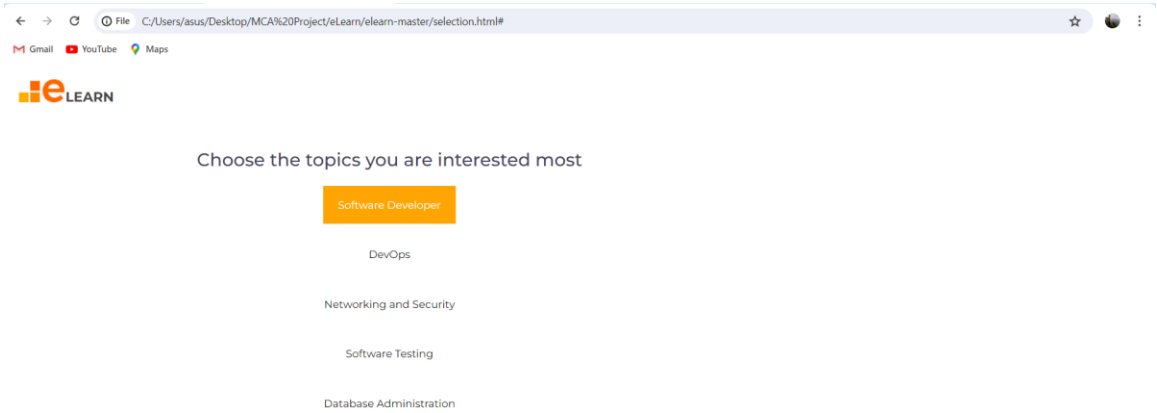 File C:/Users/asus/Desktop/MCA%20Project/eLearn/elearn-master/selection.html#
Gmail YouTube Maps
eLEARN
Choose the topics you are interested most
Software Developer
DevOps
Networking and Security
Software Testing
Database Administration